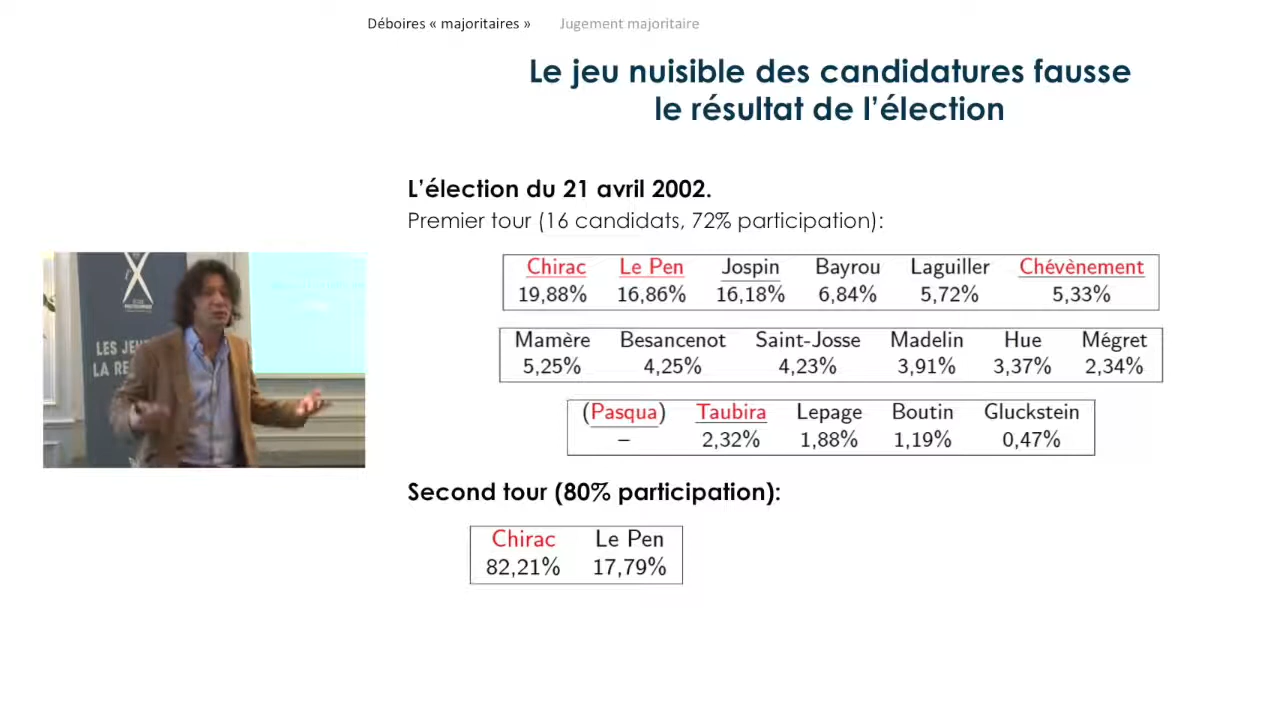 Déboires « majoritaires » Jugement majoritaire
Le jeu nuisible des candidatures fausse
le résultat de l'élection
L'élection du 21 avril 2002.
Premier tour (16 candidats, 72% participation):
Chirac Le Pen Jospin Bayrou Laguiller Chévènement
19,88% 16,86% 16,18% 6,84% 5,72% 5,33%
Mamère Besancenot Saint-Josse Madelin Hue Mégret
5,25% 4,25% 4,23% 3,91% 3,37% 2,34%
(Pasqua) Taubira Lepage Boutin Gluckstein
– 2,32% 1,88% 1,19% 0,47%
Second tour (80% participation):
Chirac Le Pen
82,21% 17,79%
X
LES JEU
LA RE